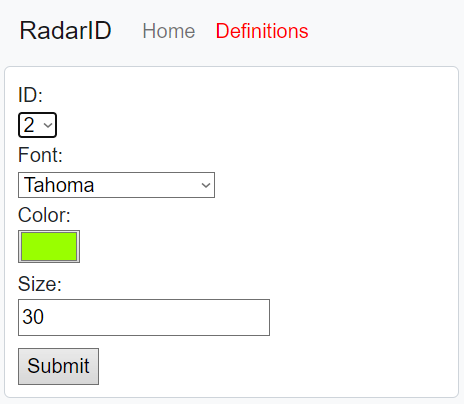 RadarID Home Definitions
ID:
2
Font:
Tahoma
Color:
Size:
30
Submit